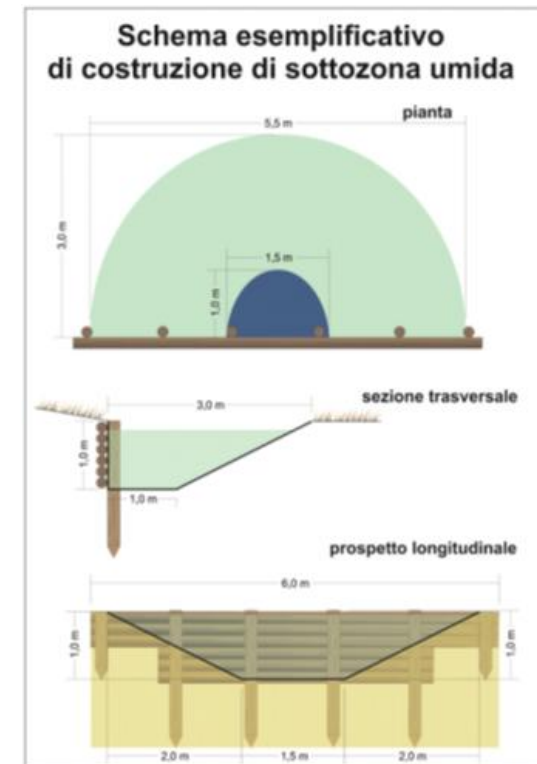 Schema esemplificativo
di costruzione di sottozona umida
pianta
5,5 m
3,0 m
1,5 m
1,0 m
sezione trasversale
3,0 m
1,0 m
1,0 m
prospetto longitudinale
6,0 m
1,0 m
1,0 m
2,0 m
1,5 m
2,0 m